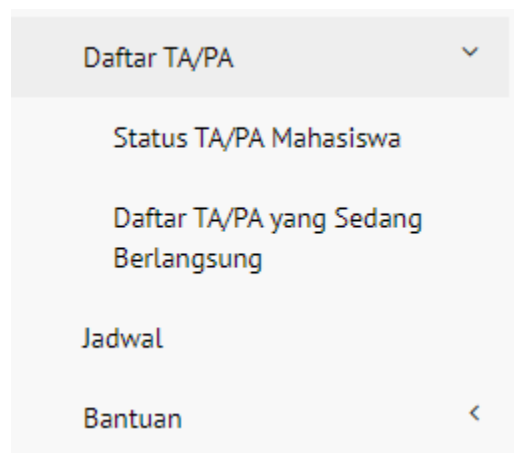 Daftar TA/PA
Status TA/PA Mahasiswa
Daftar TA/PA yang Sedang
Berlangsung
Jadwal
Bantuan